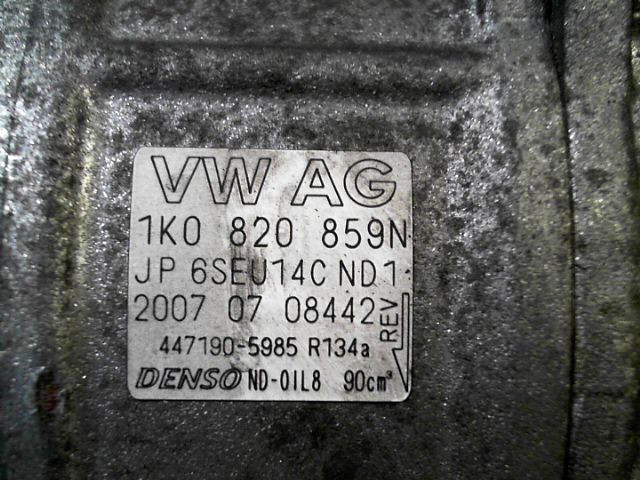 VW AG
1K0 820 859N
JP 6SEU14C ND1
2007 07 08442
REV
447190-5985 R134a
DENSO ND-OIL8 90cm³